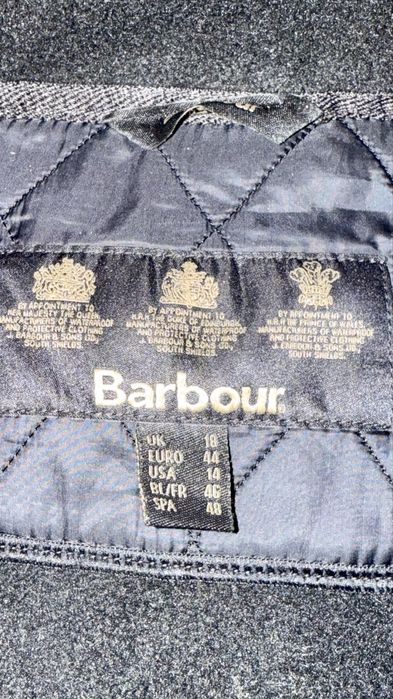 BY APPOINTMENT TO
HER MAJESTY THE QUEEN
MANUFACTURERS OF WATERPROOF
AND PROTECTIVE CLOTHING
J. BARBOUR & SONS LTD.,
SOUTH SHIELDS.
BY APPOINTMENT TO
H.R.H. THE DUKE OF EDINBURGH
MANUFACTURERS OF WATERPROOF
AND PROTECTIVE CLOTHING
J. BARBOUR & SONS LTD.,
SOUTH SHIELDS.
BY APPOINTMENT TO
H.R.H THE PRINCE OF WALES
MANUFACTURERS OF WATERPROOF
AND PROTECTIVE CLOTHING
J. BARBOUR & SONS LTD.,
SOUTH SHIELDS.
Barbour
UK 18
EURO 44
USA 14
BE/FR 46
SPA 48